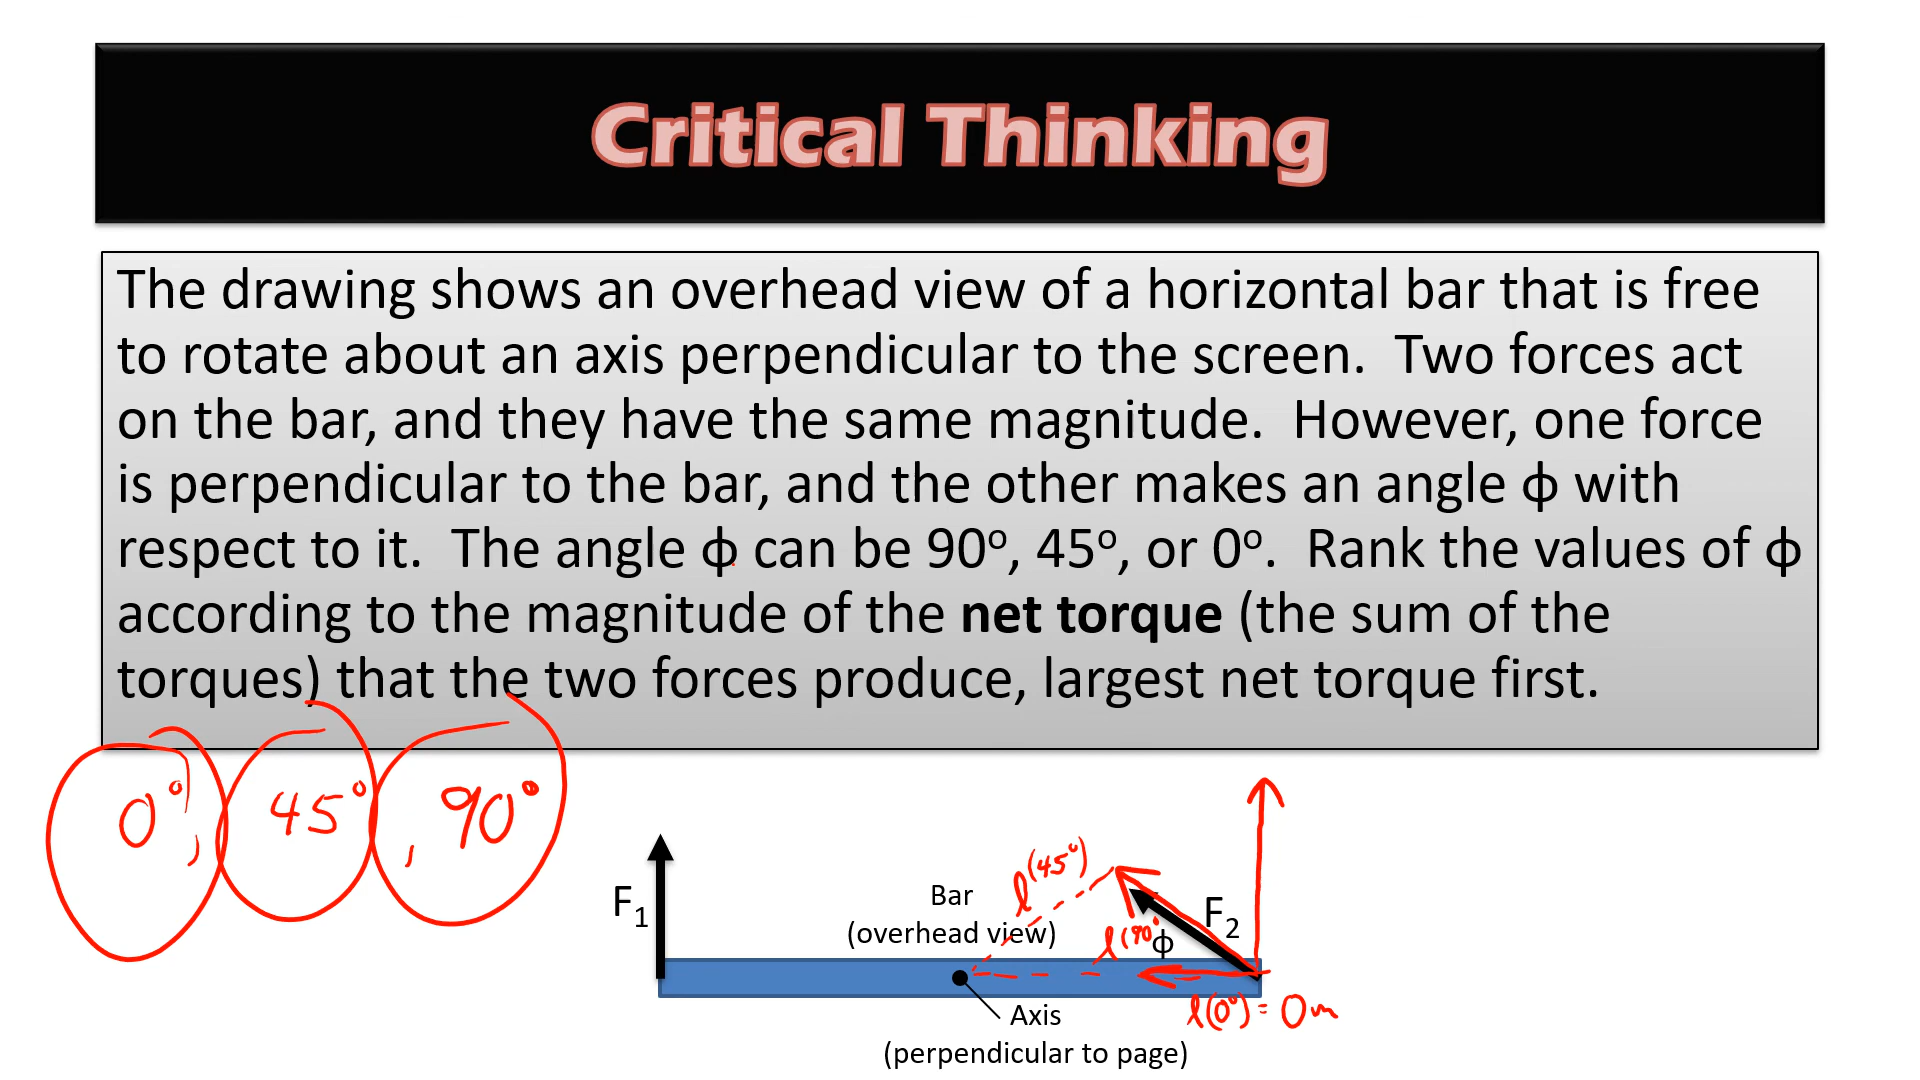 Critical Thinking
The drawing shows an overhead view of a horizontal bar that is free
to rotate about an axis perpendicular to the screen. Two forces act
on the bar, and they have the same magnitude. However, one force
is perpendicular to the bar, and the other makes an angle ϕ with
respect to it. The angle ϕ can be 90º, 45º, or 0º. Rank the values of ϕ
according to the magnitude of the net torque (the sum of the
torques) that the two forces produce, largest net torque first.
0°, 45°, 90°
l(45°)
F₁
Bar
F₂
(overhead view)
l(90°
ϕ
l(0°) = 0m
Axis
(perpendicular to page)